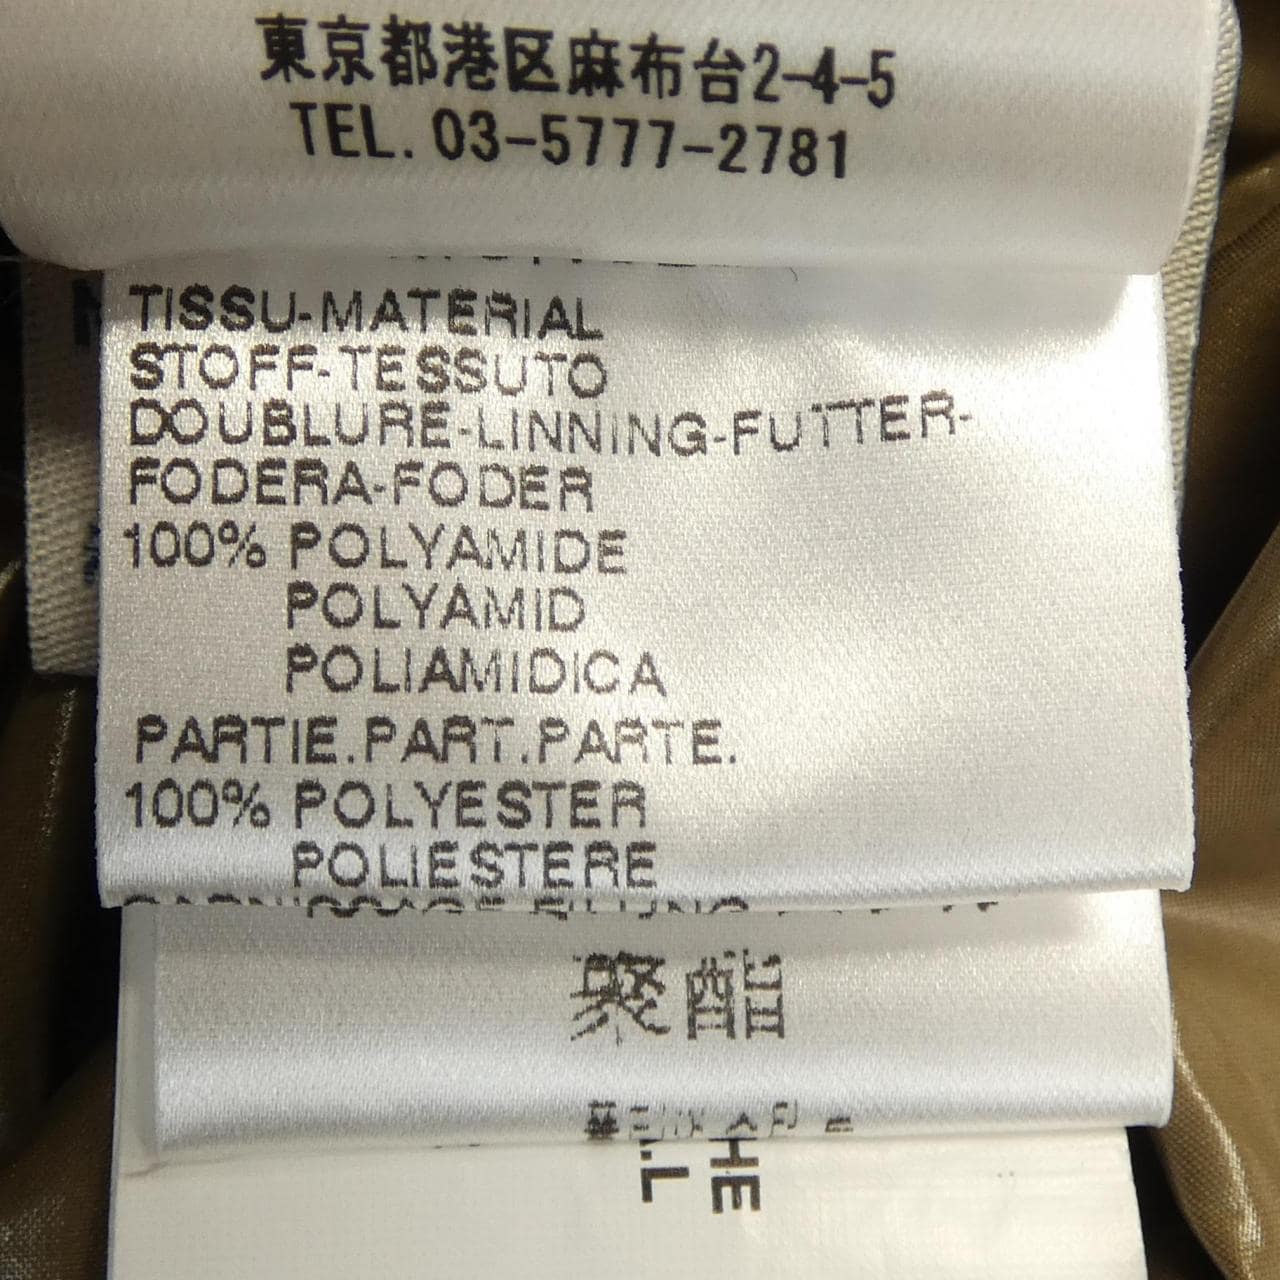 東京都港区麻布台2-4-5
TEL. 03-5777-2781
TISSU-MATERIAL
STOFF-TESSUTO
DOUBLURE-LINNING-FUTTER-
FODERA-FODER
100% POLYAMIDE
POLYAMID
POLIAMIDICA
PARTIE.PART.PARTE.
100% POLYESTER
POLIESTERE
聚酯